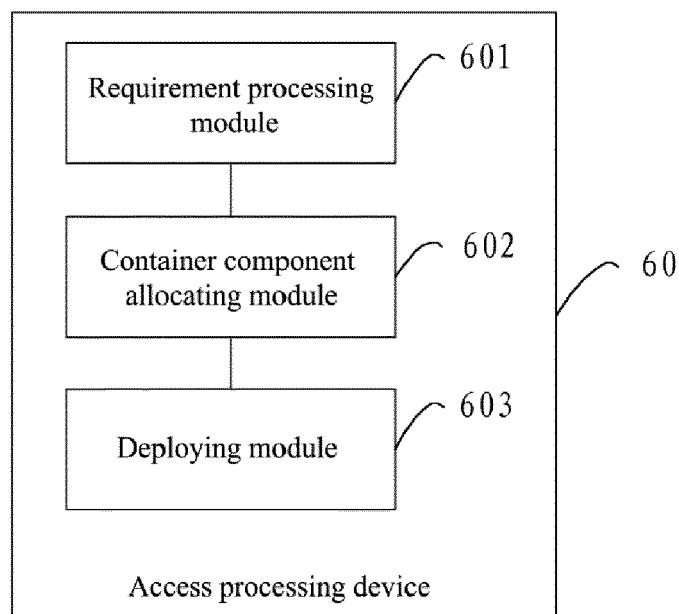 Requirement processing
module
601
Container component
allocating module
602
60
Deploying module
603
Access processing device